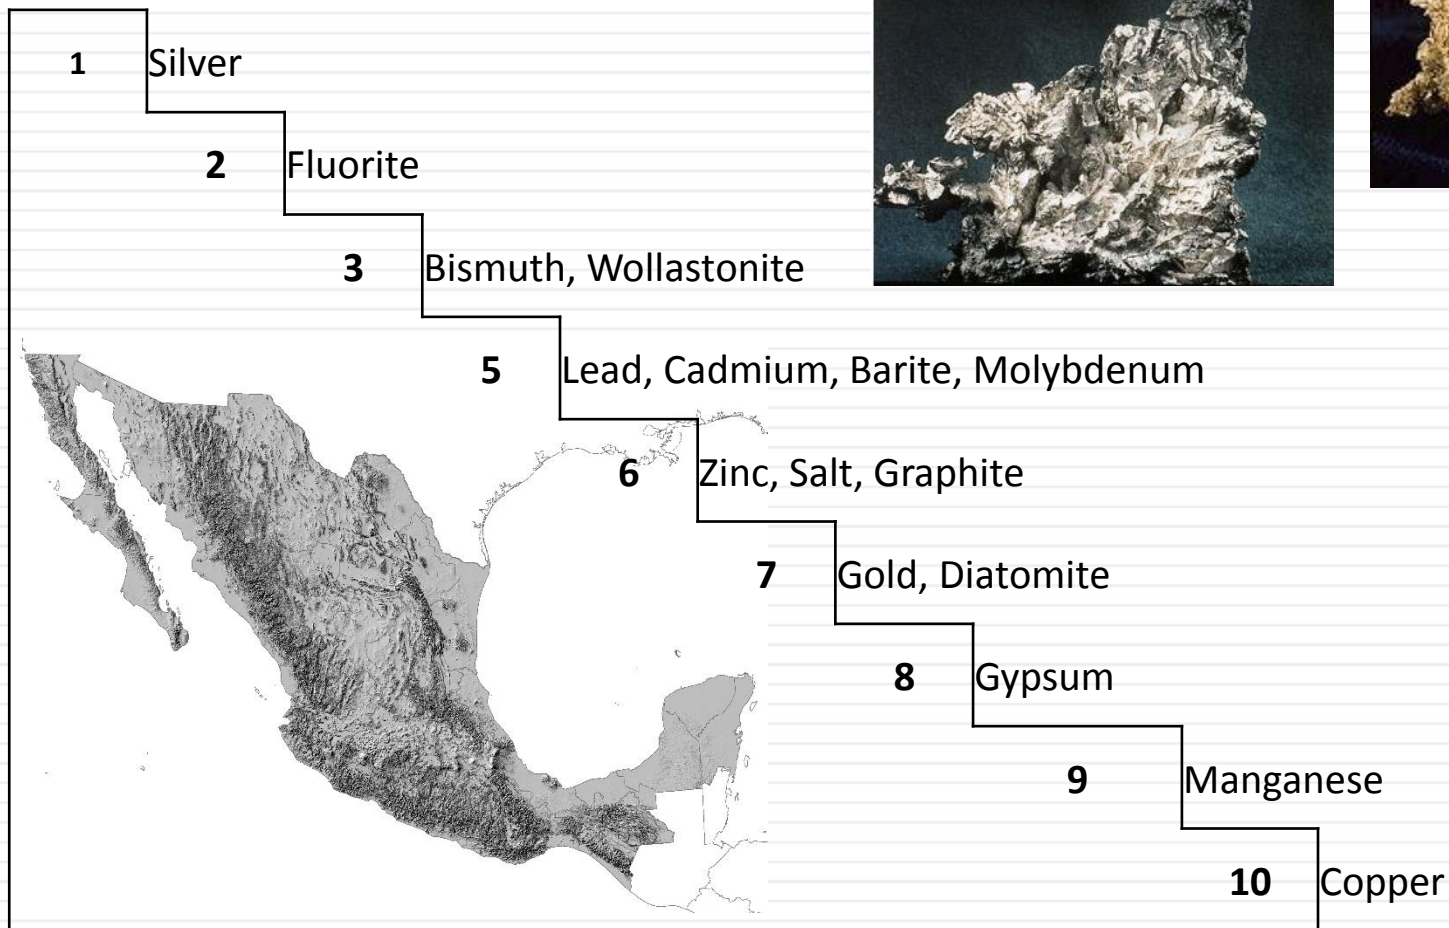 1 Silver
2 Fluorite
3 Bismuth, Wollastonite
5 Lead, Cadmium, Barite, Molybdenum
6 Zinc, Salt, Graphite
7 Gold, Diatomite
8 Gypsum
9 Manganese
10 Copper